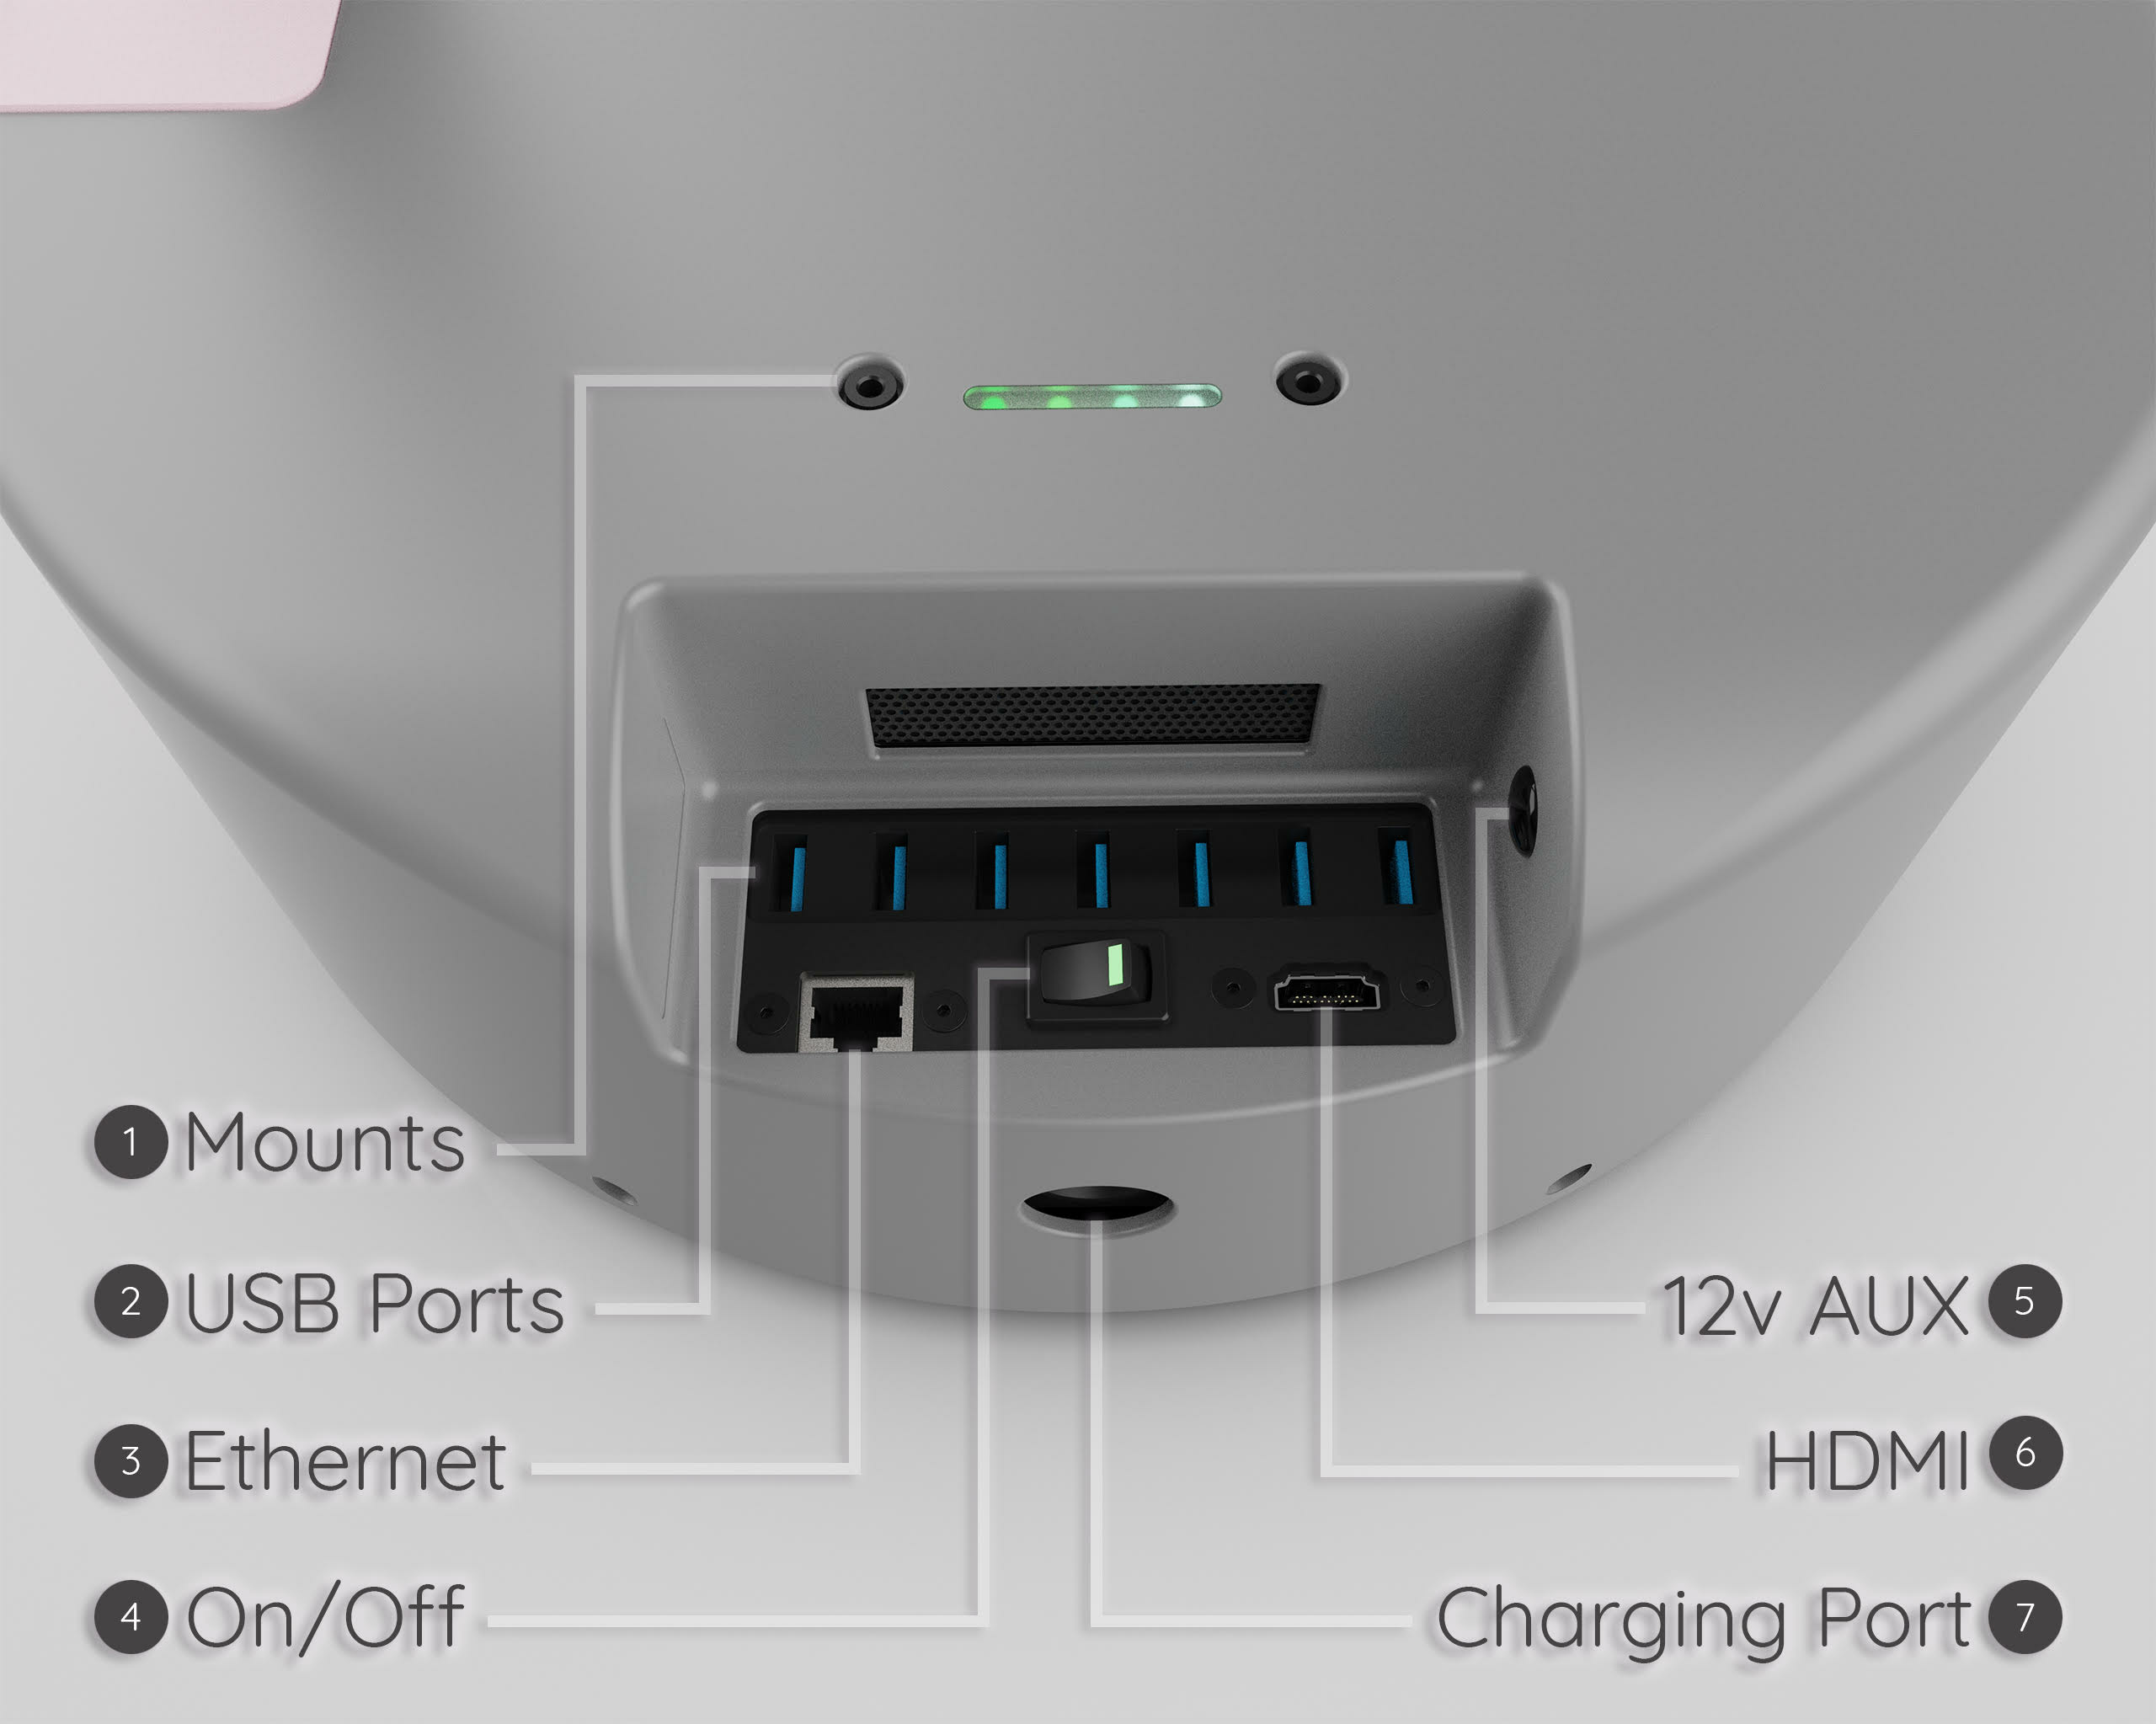 1 Mounts
2 USB Ports
3 Ethernet
4 On/Off
12v AUX 5
HDMI 6
Charging Port 7